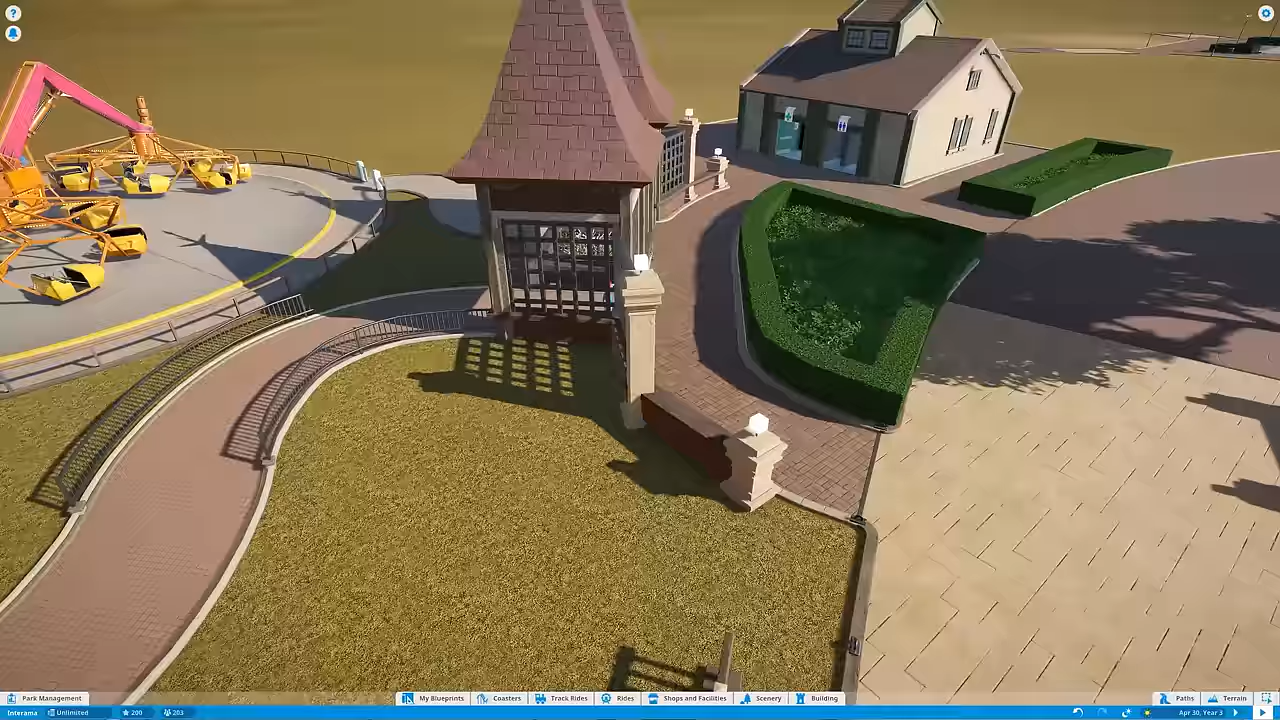 Park Management
My Blueprints
Coasters
Track Rides
Rides
Shops and Facilities
Scenery
Building
Paths
Terrain
Interama
Unlimited
200
203
Apr 30, Year 3